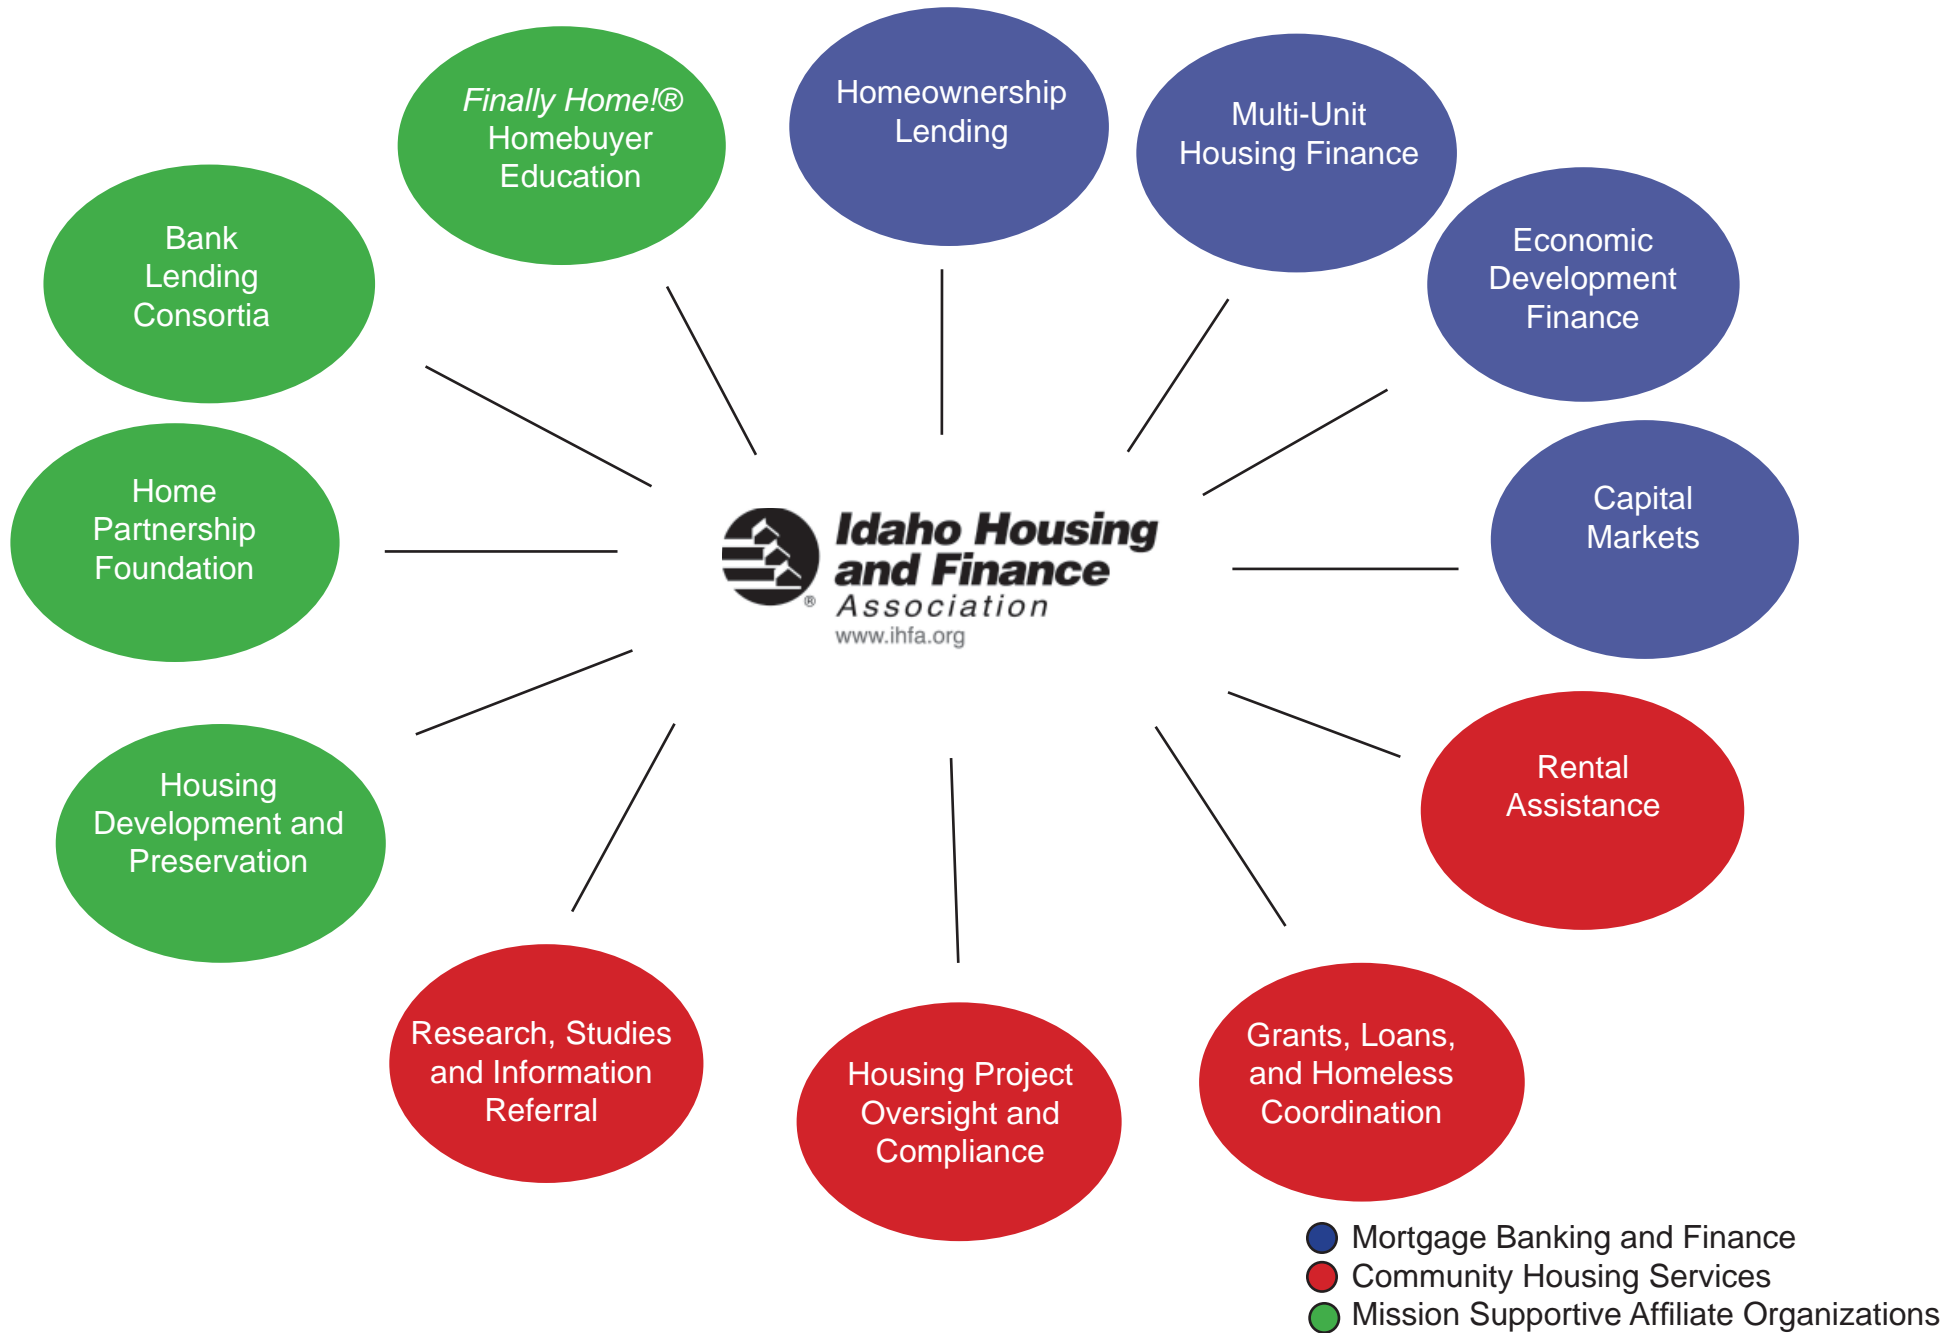 Finally Home!®
Homebuyer
Education
Homeownership
Lending
Multi-Unit
Housing Finance
Economic
Development
Finance
Capital
Markets
Rental
Assistance
Grants, Loans,
and Homeless
Coordination
Housing Project
Oversight and
Compliance
Research, Studies
and Information
Referral
Housing
Development and
Preservation
Home
Partnership
Foundation
Bank
Lending
Consortia
Idaho Housing
and Finance
® Association
www.ihfa.org
Mortgage Banking and Finance
Community Housing Services
Mission Supportive Affiliate Organizations